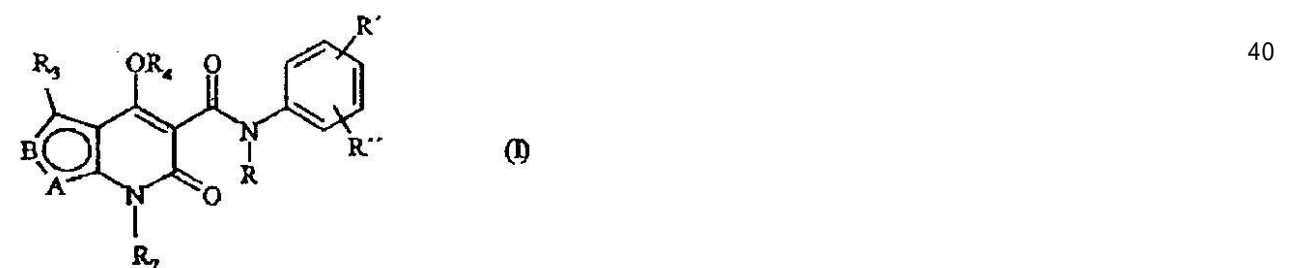 R'
R₃ OR₄ O
B N R''
A N R O
R₇
(I)
40